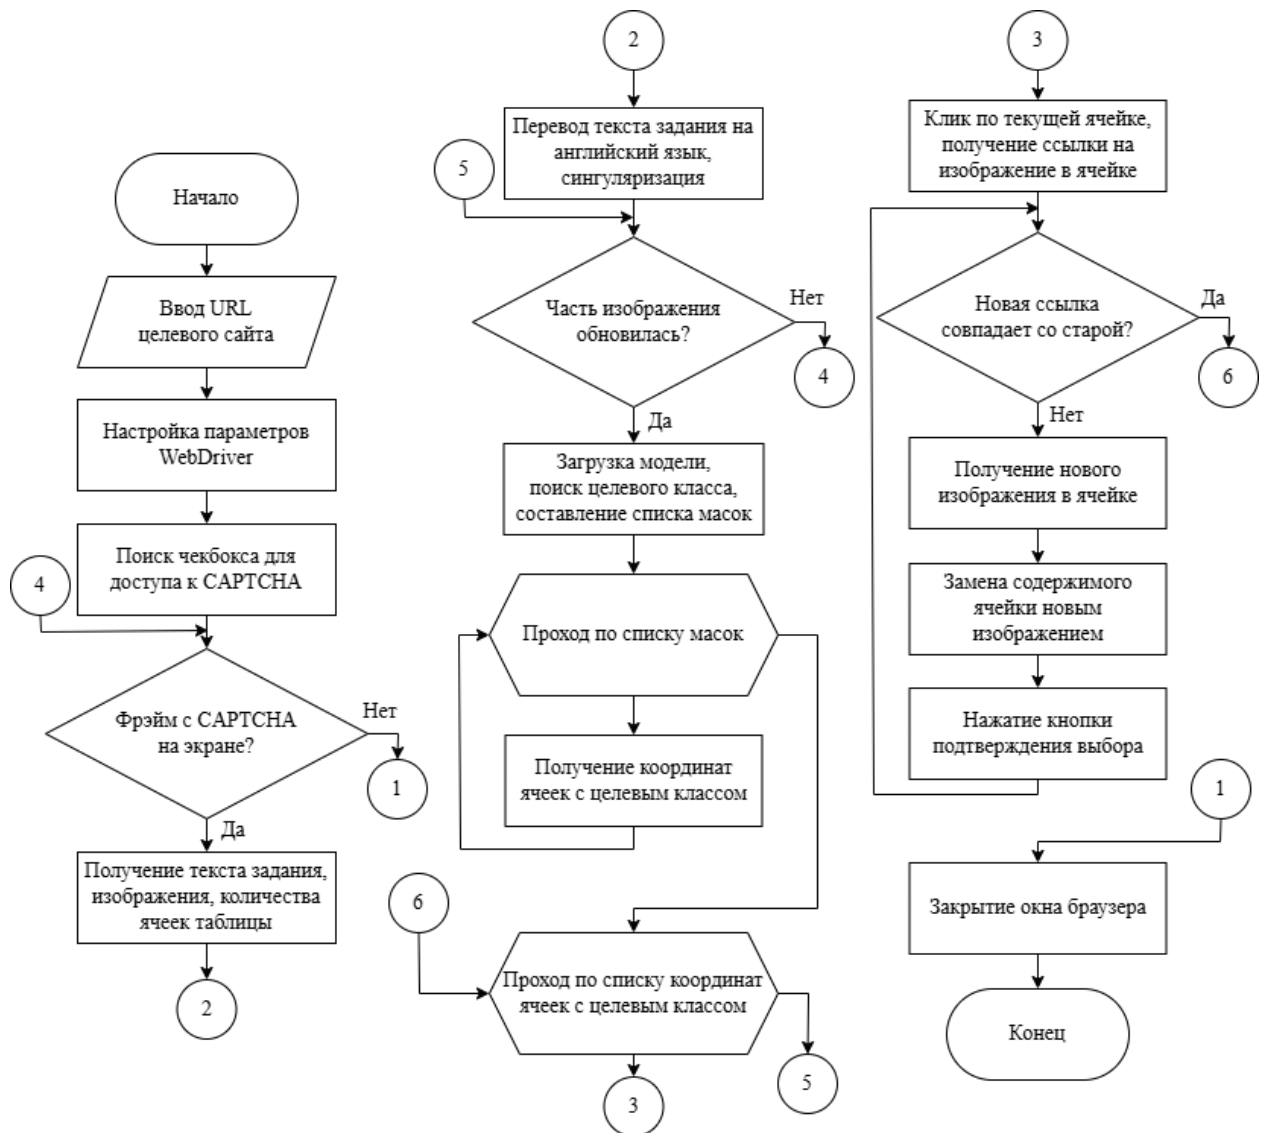 Начало
Ввод URL
целевого сайта
Настройка параметров
WebDriver
Поиск чекбокса для
доступа к CAPTCHA
4
Фрэйм с CAPTCHA
на экране?
Нет
1
Да
Получение текста задания,
изображения, количества
ячеек таблицы
2
2
Перевод текста задания на
английский язык,
сингуляризация
5
Часть изображения
обновилась?
Нет
4
Да
Загрузка модели,
поиск целевого класса,
составление списка масок
Проход по списку масок
Получение координат
ячеек с целевым классом
6
Проход по списку координат
ячеек с целевым классом
5
3
3
Клик по текущей ячейке,
получение ссылки на
изображение в ячейке
Новая ссылка
совпадает со старой?
Да
6
Нет
Получение нового
изображения в ячейке
Замена содержимого
ячейки новым
изображением
Нажатие кнопки
подтверждения выбора
1
Закрытие окна браузера
Конец